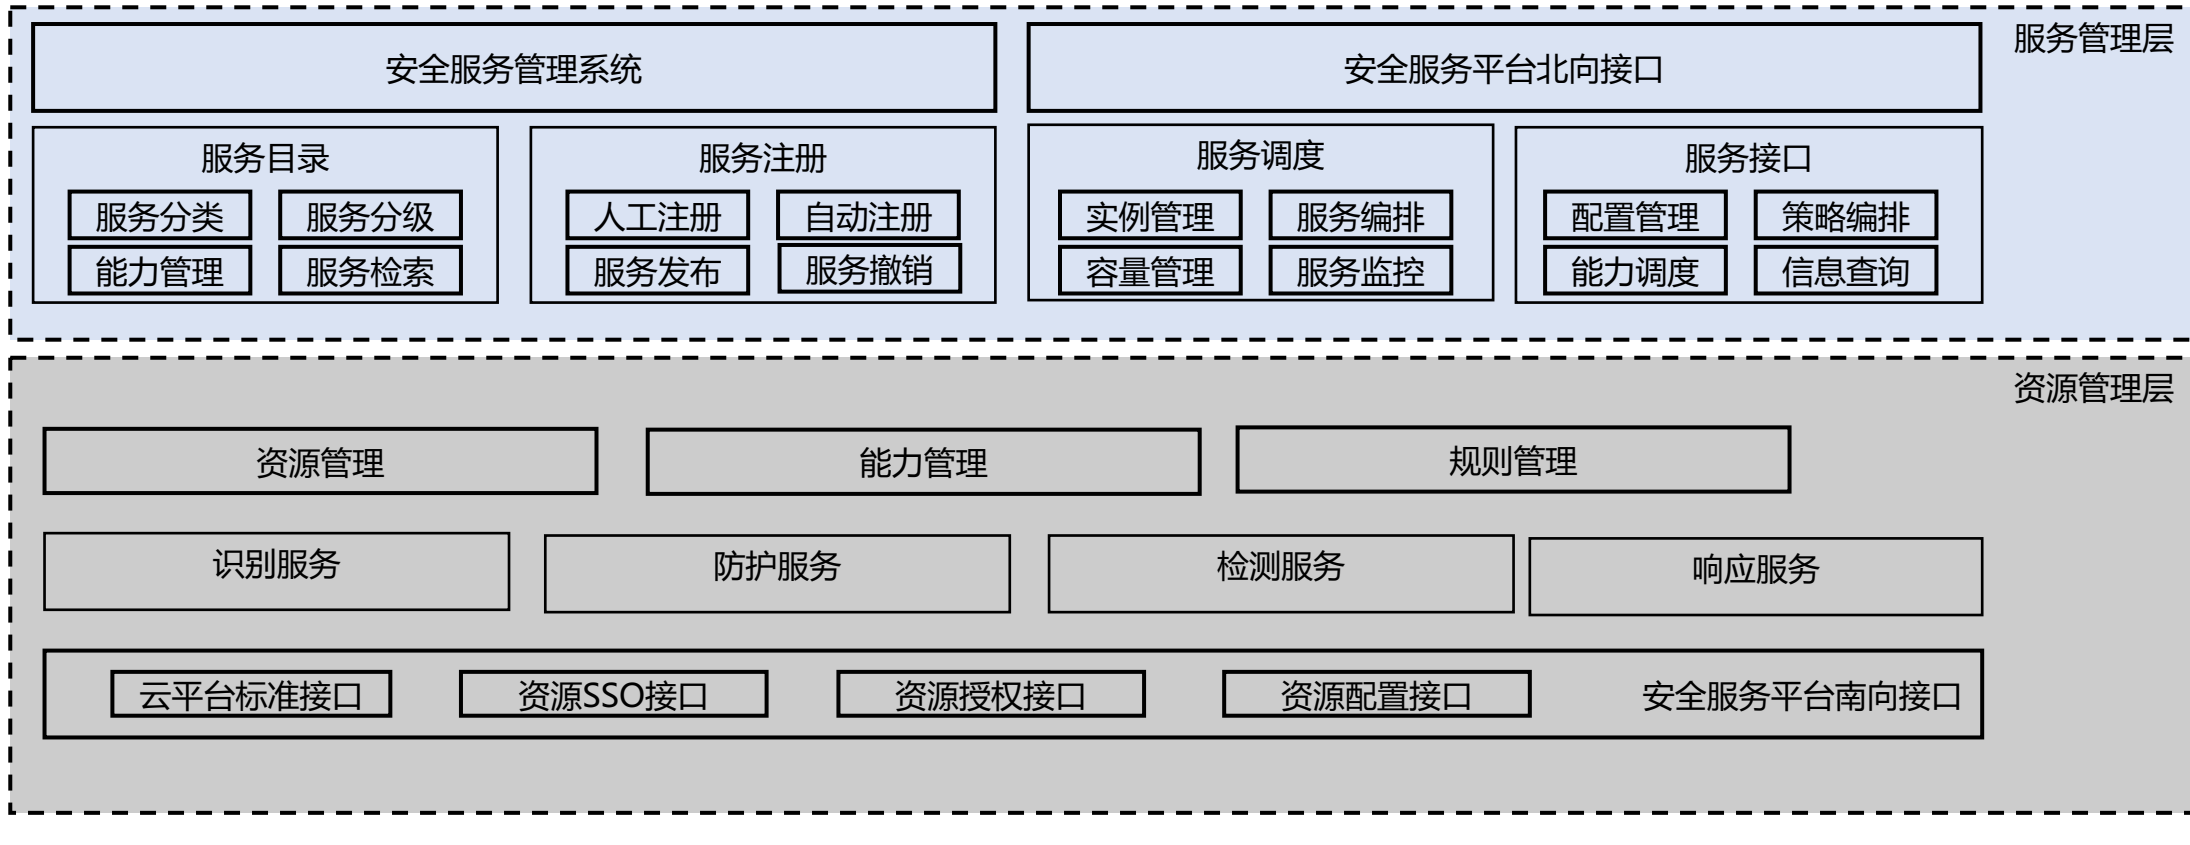 服务管理层
安全服务管理系统
安全服务平台北向接口
服务目录
服务分类
服务分级
能力管理
服务检索
服务注册
人工注册
自动注册
服务发布
服务撤销
服务调度
实例管理
服务编排
容量管理
服务监控
服务接口
配置管理
策略编排
能力调度
信息查询
资源管理层
资源管理
能力管理
规则管理
识别服务
防护服务
检测服务
响应服务
云平台标准接口
资源SSO接口
资源授权接口
资源配置接口
安全服务平台南向接口